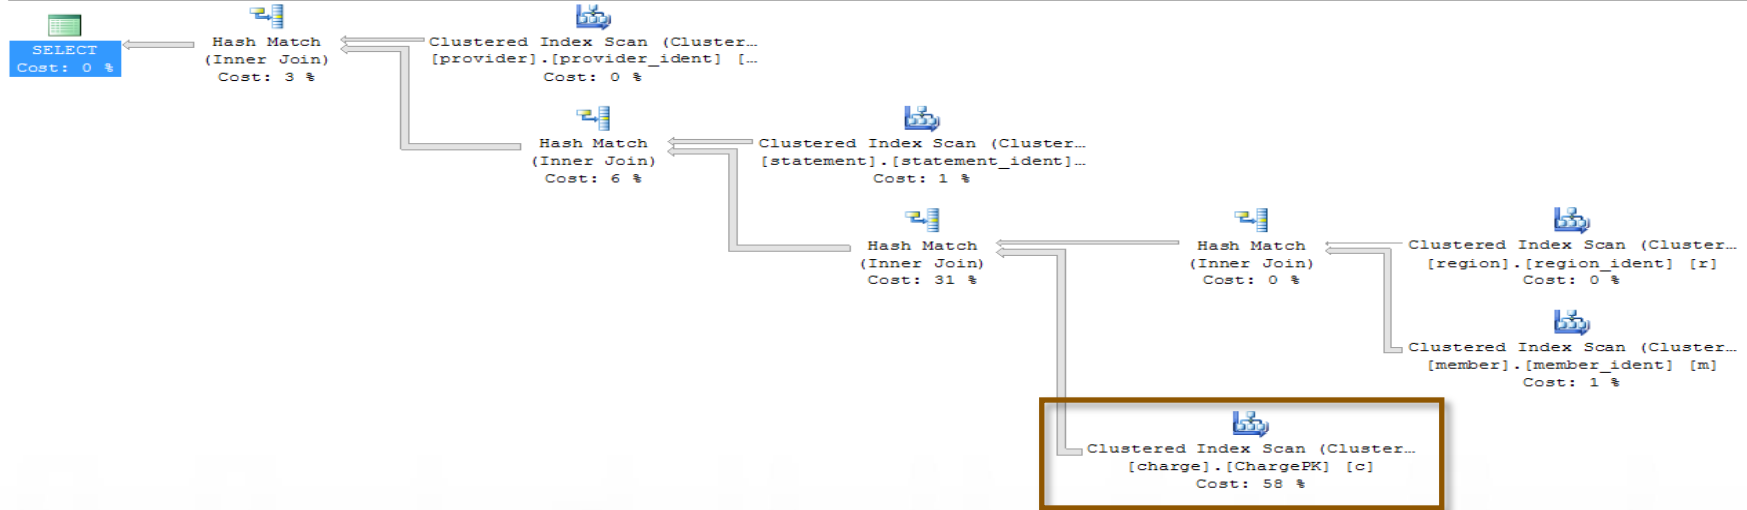 SELECT
Cost: 0 %
Hash Match
(Inner Join)
Cost: 3 %
Clustered Index Scan (Cluster…
[provider].[provider_ident] […
Cost: 0 %
Hash Match
(Inner Join)
Cost: 6 %
Clustered Index Scan (Cluster…
[statement].[statement_ident]…
Cost: 1 %
Hash Match
(Inner Join)
Cost: 31 %
Hash Match
(Inner Join)
Cost: 0 %
Clustered Index Scan (Cluster…
[region].[region_ident] [r]
Cost: 0 %
Clustered Index Scan (Cluster…
[member].[member_ident] [m]
Cost: 1 %
Clustered Index Scan (Cluster…
[charge].[ChargePK] [c]
Cost: 58 %